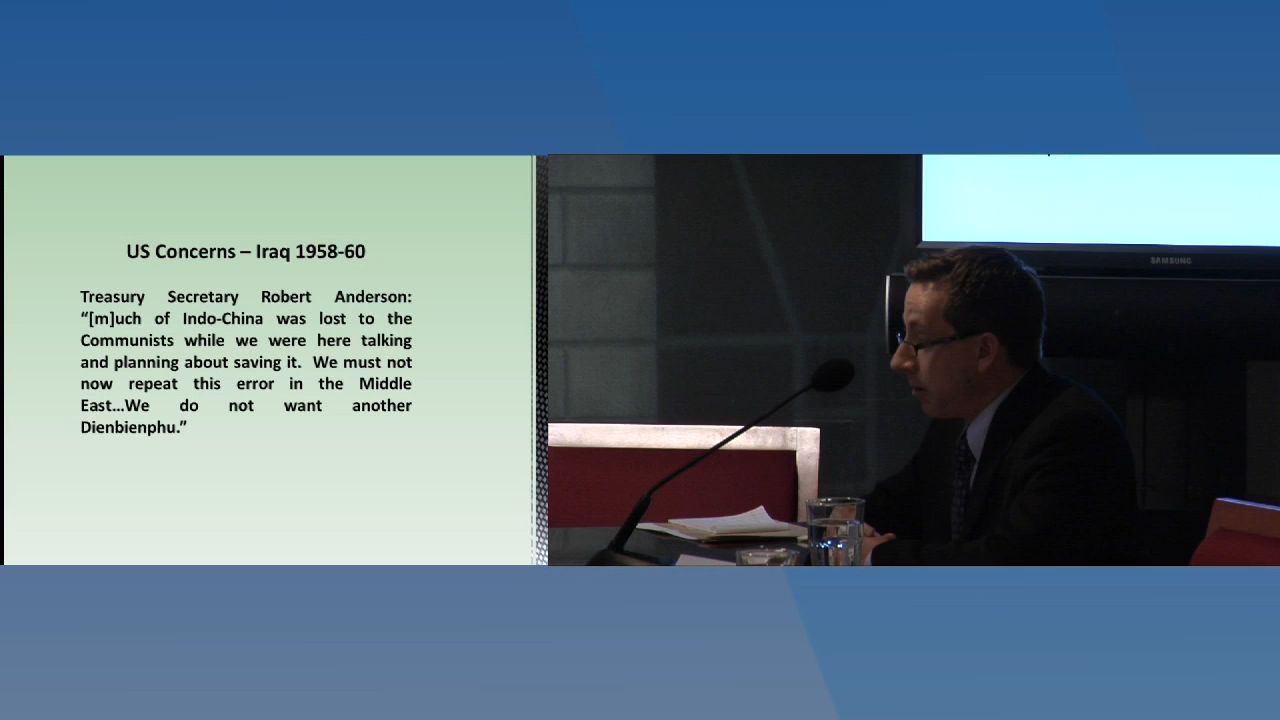 US Concerns – Iraq 1958-60
Treasury Secretary Robert Anderson:
“[m]uch of Indo-China was lost to the
Communists while we were here talking
and planning about saving it. We must not
now repeat this error in the Middle
East…We do not want another
Dienbienphu.”
SAMSUNG